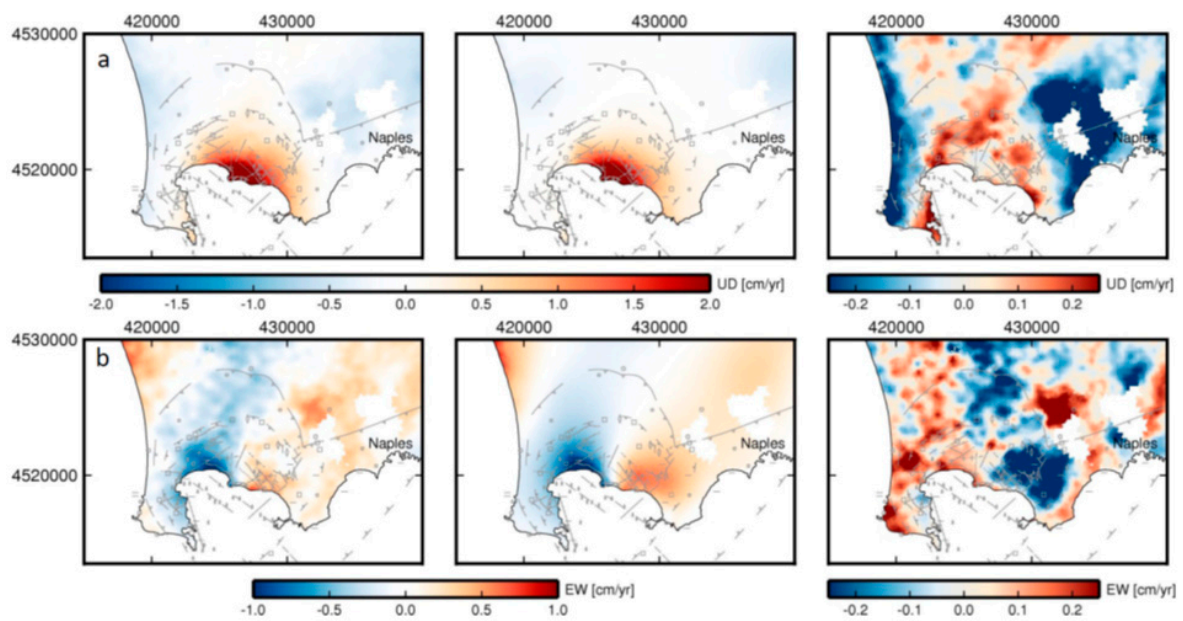 420000 430000 420000 430000 420000 430000
4530000
a
Naples Naples Naples
4520000
-2.0 -1.5 -1.0 -0.5 0.0 0.5 1.0 1.5 2.0 UD [cm/yr] -0.2 -0.1 0.0 0.1 0.2 UD [cm/yr]
420000 430000 420000 430000 420000 430000
4530000
b
Naples Naples Naples
4520000
-1.0 -0.5 0.0 0.5 1.0 EW [cm/yr] -0.2 -0.1 0.0 0.1 0.2 EW [cm/yr]